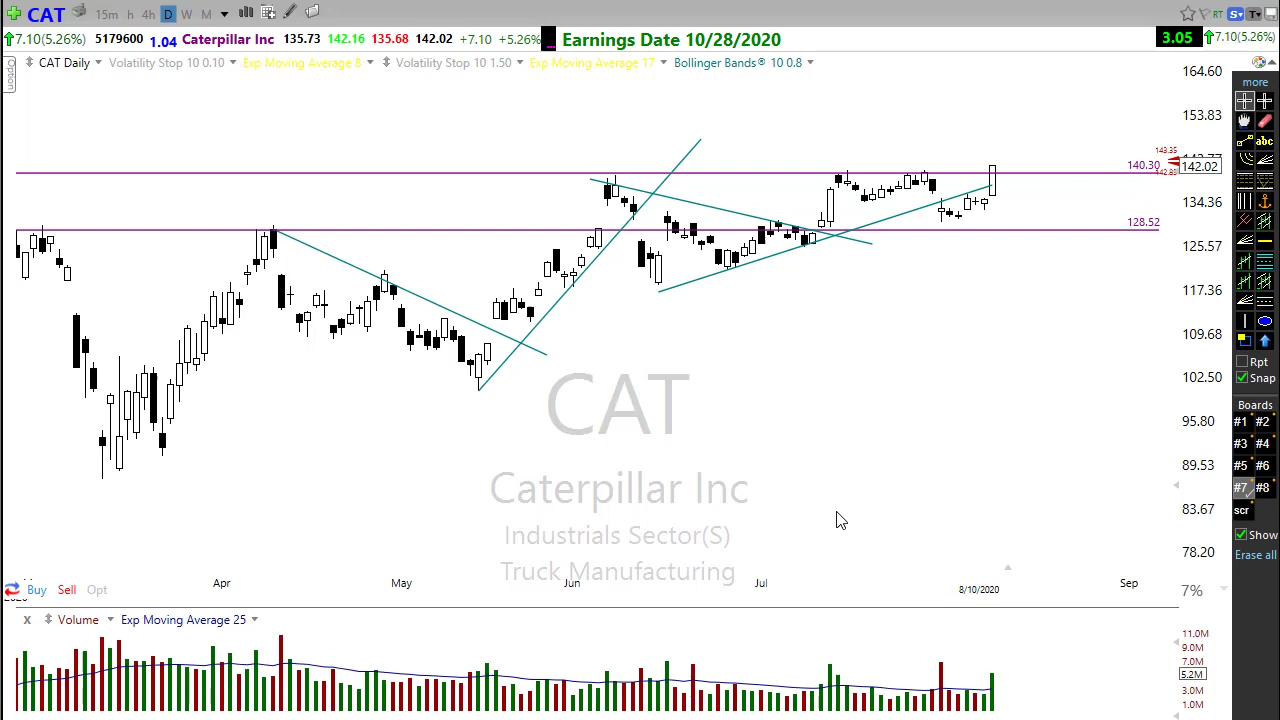 CAT 15m h 4h D W M
7.10(5.26%) 5179600 1.04 Caterpillar Inc 135.73 142.16 135.68 142.02 +7.10 +5.26% Earnings Date 10/28/2020 3.05 7.10(5.26%)
RT S T
Option
CAT Daily Volatility Stop 10 0.10 Exp Moving Average 8 Volatility Stop 10 1.50 Exp Moving Average 17 Bollinger Bands® 10 0.8
164.60
153.83
143.35
140.30
142.02
134.36
128.52
125.57
117.36
109.68
102.50
95.80
89.53
83.67
78.20
CAT
Caterpillar Inc
Industrials Sector(S)
Truck Manufacturing
Apr May Jun Jul 8/10/2020 Sep
Buy Sell Opt 7%
X Volume Exp Moving Average 25
11.0M
9.0M
7.0M
5.2M
3.0M
1.0M
more
abc
Rpt
Snap
Boards
#1 #2
#3 #4
#5 #6
#7 #8
scr
Show
Erase all